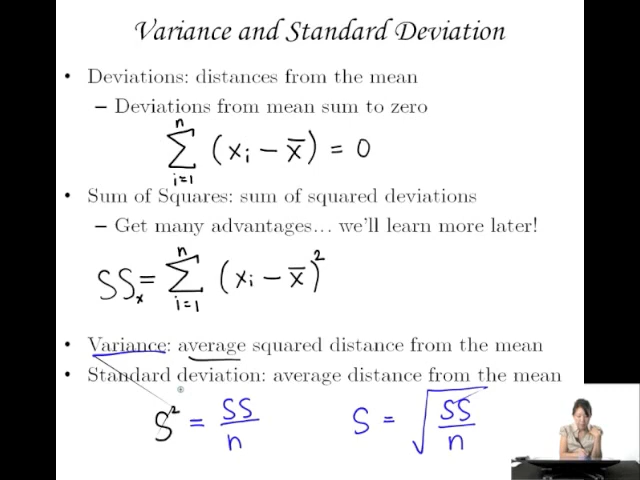 Variance and Standard Deviation
• Deviations: distances from the mean
– Deviations from mean sum to zero
n
∑ (xᵢ − x̄) = 0
i=1
• Sum of Squares: sum of squared deviations
– Get many advantages… we'll learn more later!
n
SSₓ = ∑ (xᵢ − x̄)²
i=1
• Variance: average squared distance from the mean
• Standard deviation: average distance from the mean
S² = SS/n S = √(SS/n)